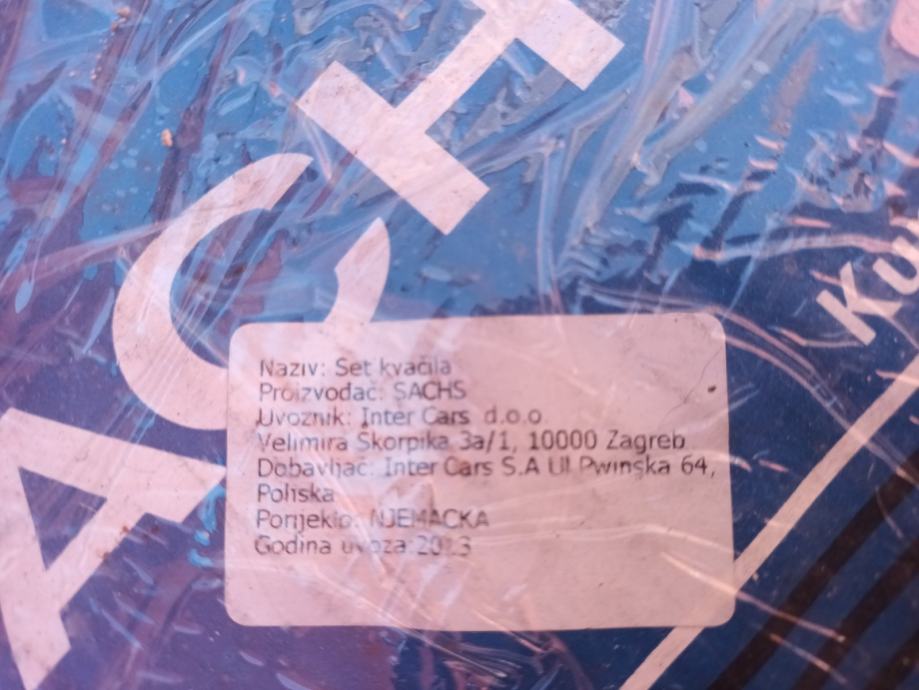 ACH
Ku
Naziv: Set kvačila
Proizvođač: SACHS
Uvoznik: Inter Cars d.o.o.
Velimira Škorpika 3a/1, 10000 Zagreb
Dobavljač: Inter Cars S.A Ul.Pwinska 64,
Poljska
Porijeklo: NJEMAČKA
Godina uvoza:2013